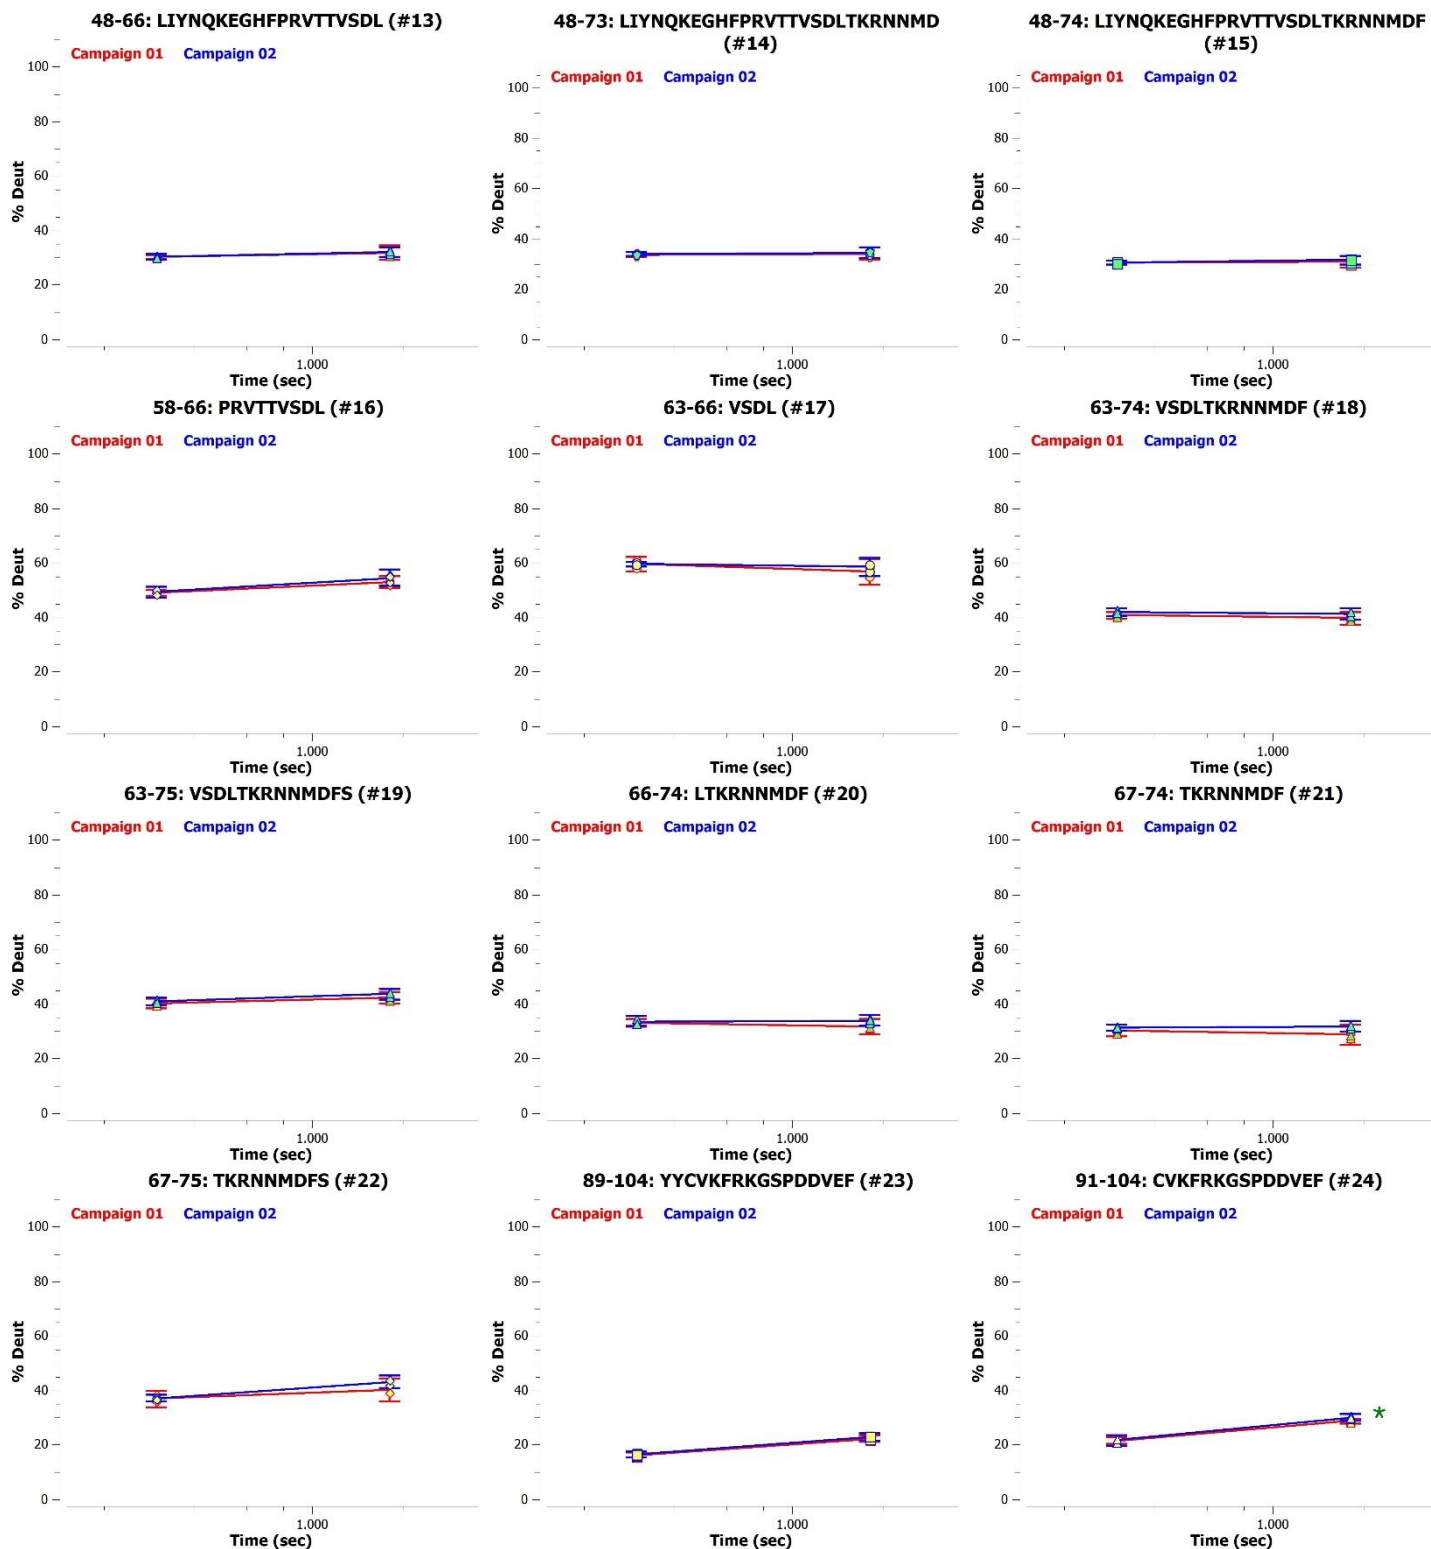 48-66: LIYNQKEGHFPRVTTVSDL (#13)
Campaign 01 Campaign 02
% Deut
100
80
60
40
20
0
1.000
Time (sec)
48-73: LIYNQKEGHFPRVTTVSDLTKRNNMD
(#14)
Campaign 01 Campaign 02
% Deut
100
80
60
40
20
0
1.000
Time (sec)
48-74: LIYNQKEGHFPRVTTVSDLTKRNNMDF
(#15)
Campaign 01 Campaign 02
% Deut
100
80
60
40
20
0
1.000
Time (sec)
58-66: PRVTTVSDL (#16)
Campaign 01 Campaign 02
% Deut
100
80
60
40
20
0
1.000
Time (sec)
63-66: VSDL (#17)
Campaign 01 Campaign 02
% Deut
100
80
60
40
20
0
1.000
Time (sec)
63-74: VSDLTKRNNMDF (#18)
Campaign 01 Campaign 02
% Deut
100
80
60
40
20
0
1.000
Time (sec)
63-75: VSDLTKRNNMDFS (#19)
Campaign 01 Campaign 02
% Deut
100
80
60
40
20
0
1.000
Time (sec)
66-74: LTKRNNMDF (#20)
Campaign 01 Campaign 02
% Deut
100
80
60
40
20
0
1.000
Time (sec)
67-74: TKRNNMDF (#21)
Campaign 01 Campaign 02
% Deut
100
80
60
40
20
0
1.000
Time (sec)
67-75: TKRNNMDFS (#22)
Campaign 01 Campaign 02
% Deut
100
80
60
40
20
0
1.000
Time (sec)
89-104: YYCVKFRKGSPDDVEF (#23)
Campaign 01 Campaign 02
% Deut
100
80
60
40
20
0
1.000
Time (sec)
91-104: CVKFRKGSPDDVEF (#24)
Campaign 01 Campaign 02
% Deut
100
80
60
40
20
0
*
1.000
Time (sec)